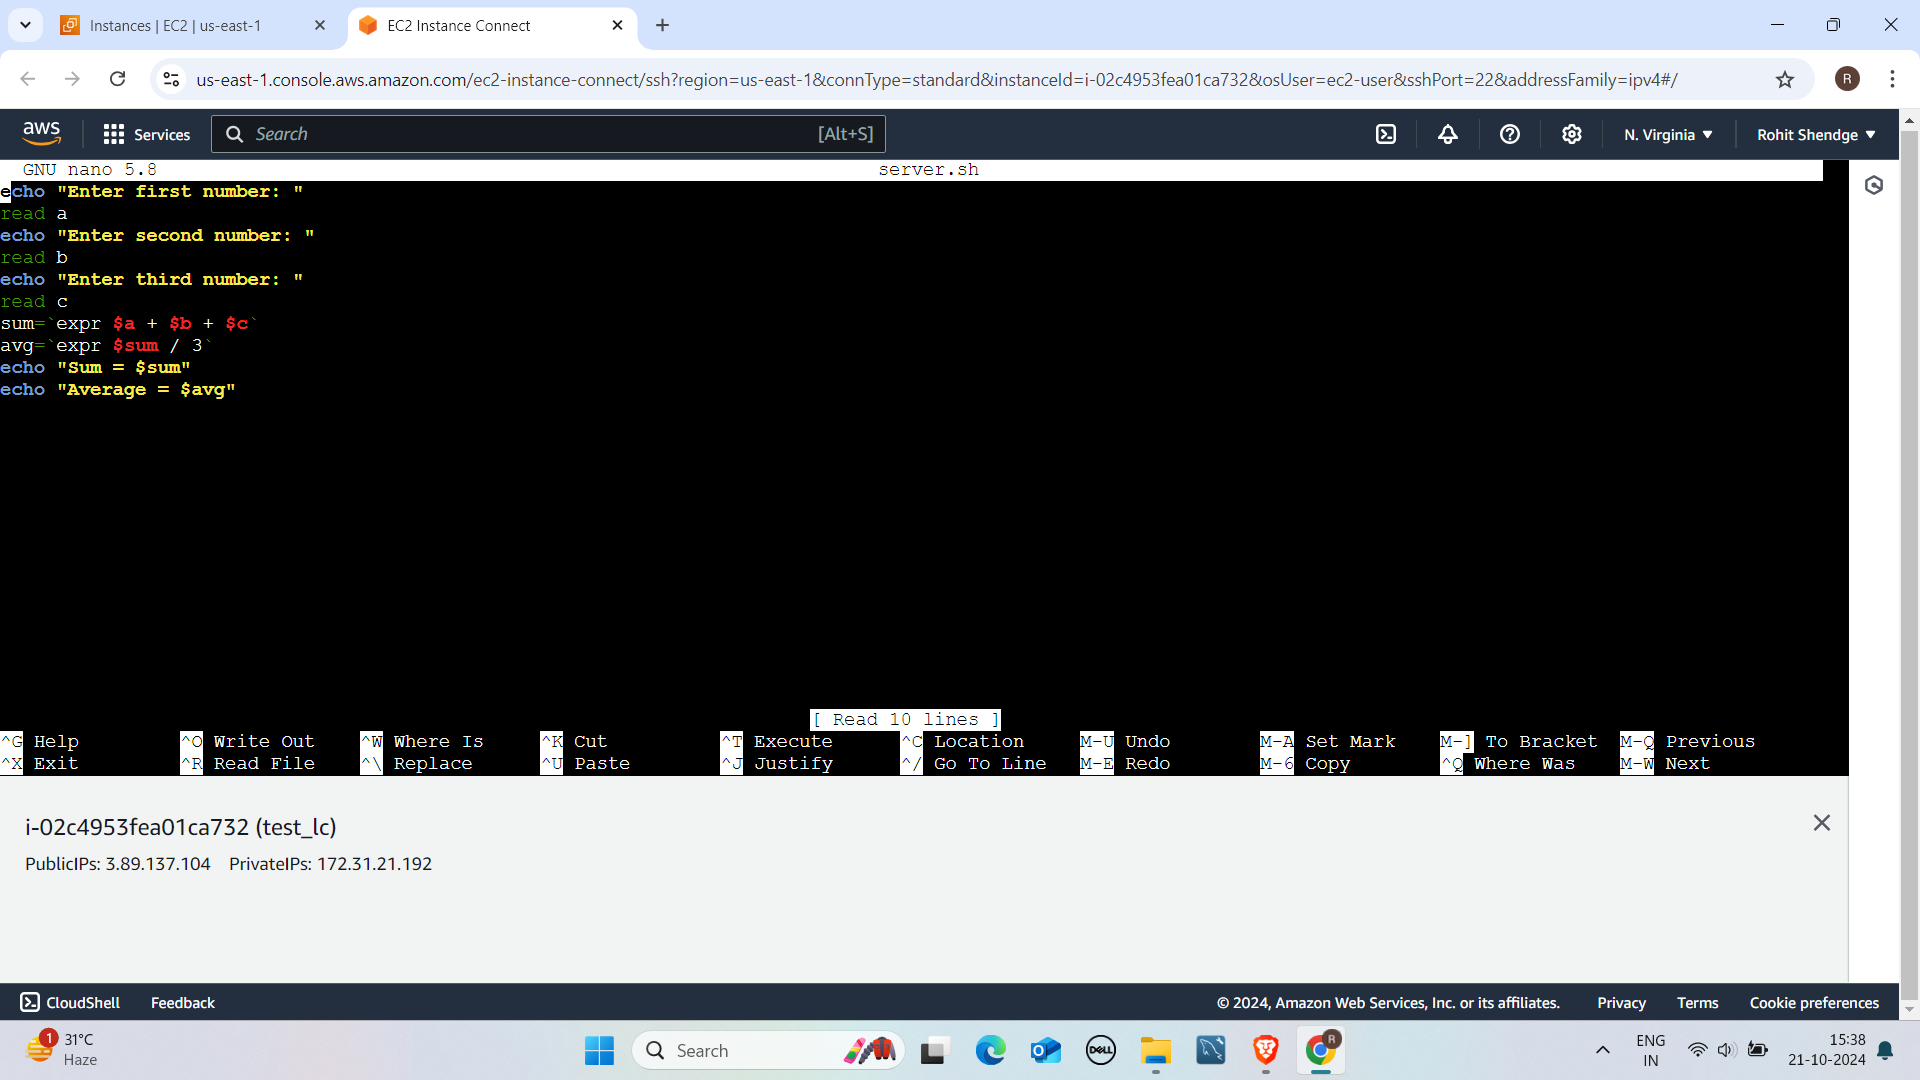 Instances | EC2 | us-east-1
EC2 Instance Connect
us-east-1.console.aws.amazon.com/ec2-instance-connect/ssh?region=us-east-1&connType=standard&instanceId=i-02c4953fea01ca732&osUser=ec2-user&sshPort=22&addressFamily=ipv4#/
R
aws
Services
Search
[Alt+S]
N. Virginia
Rohit Shendge
GNU nano 5.8 server.sh
echo "Enter first number: "
read a
echo "Enter second number: "
read b
echo "Enter third number: "
read c
sum=`expr $a + $b + $c`
avg=`expr $sum / 3`
echo "Sum = $sum"
echo "Average = $avg"
[ Read 10 lines ]
^G Help ^O Write Out ^W Where Is ^K Cut ^T Execute ^C Location M-U Undo M-A Set Mark M-] To Bracket M-Q Previous
^X Exit ^R Read File ^\ Replace ^U Paste ^J Justify ^/ Go To Line M-E Redo M-6 Copy ^Q Where Was M-W Next
i-02c4953fea01ca732 (test_lc)
PublicIPs: 3.89.137.104 PrivateIPs: 172.31.21.192
CloudShell
Feedback
© 2024, Amazon Web Services, Inc. or its affiliates.
Privacy
Terms
Cookie preferences
1
31°C
Haze
Search
DELL
R
ENG
IN
15:38
21-10-2024